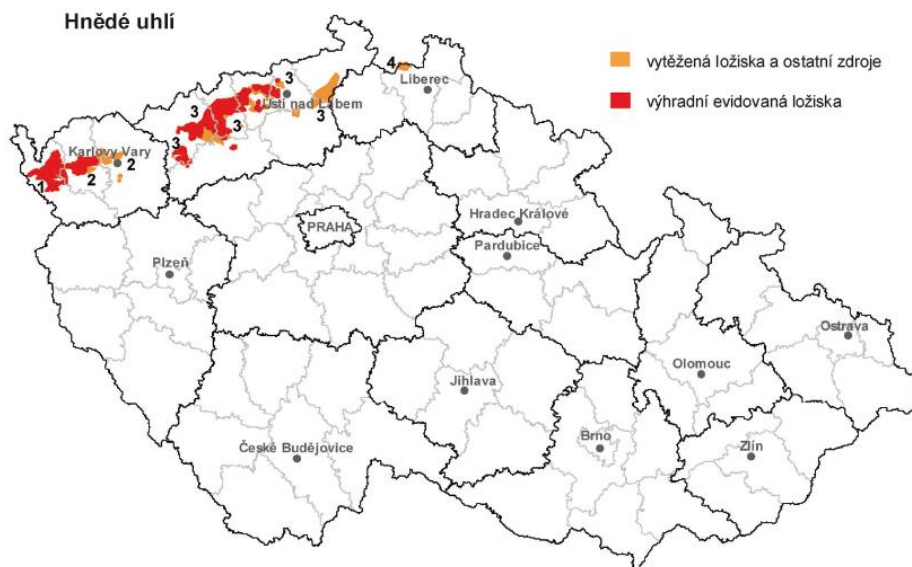 Hnědé uhlí
vytěžená ložiska a ostatní zdroje
výhradní evidovaná ložiska
4
Liberec
3
Ústí nad Labem
3
3
3
3
Karlovy Vary
2
2
1
Hradec Králové
PRAHA
Pardubice
Plzeň
Ostrava
Olomouc
Jihlava
Brno
Zlín
České Budějovice